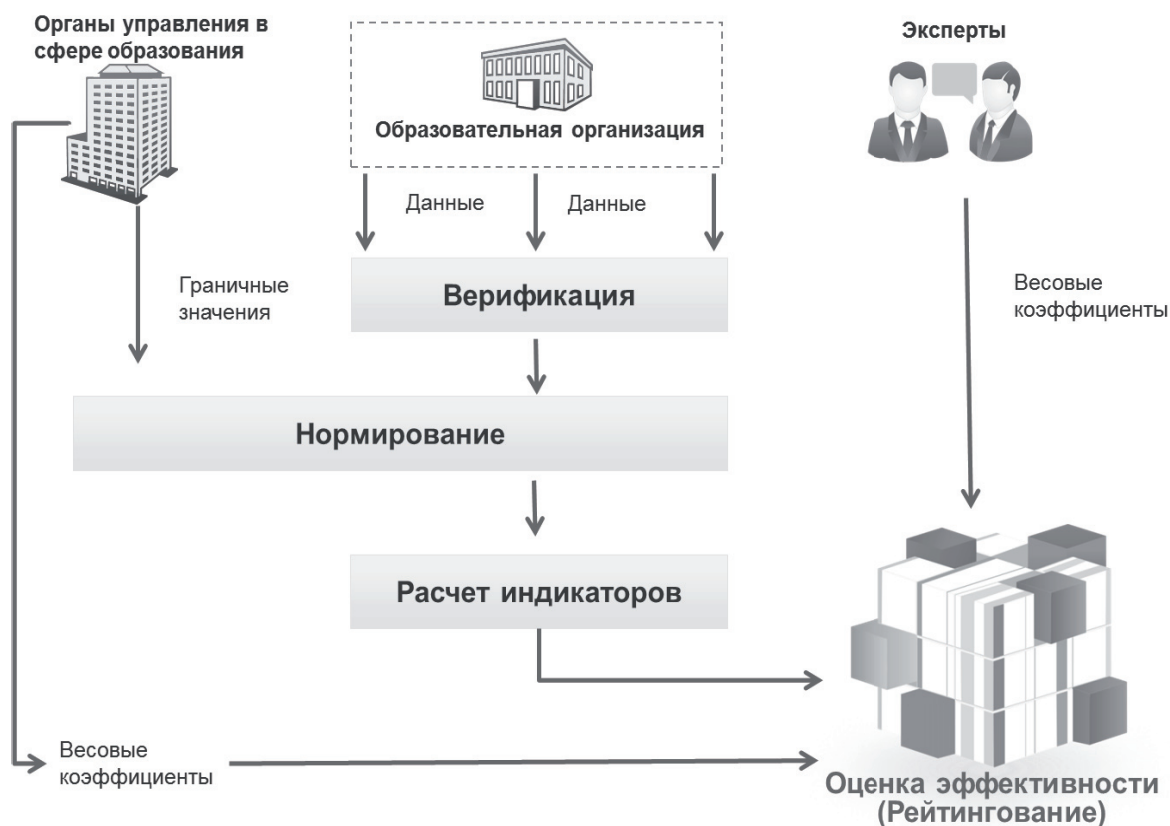 Органы управления в
сфере образования
Образовательная организация
Эксперты
Данные
Данные
Граничные
значения
Верификация
Весовые
коэффициенты
Нормирование
Расчет индикаторов
Весовые
коэффициенты
Оценка эффективности
(Рейтингование)